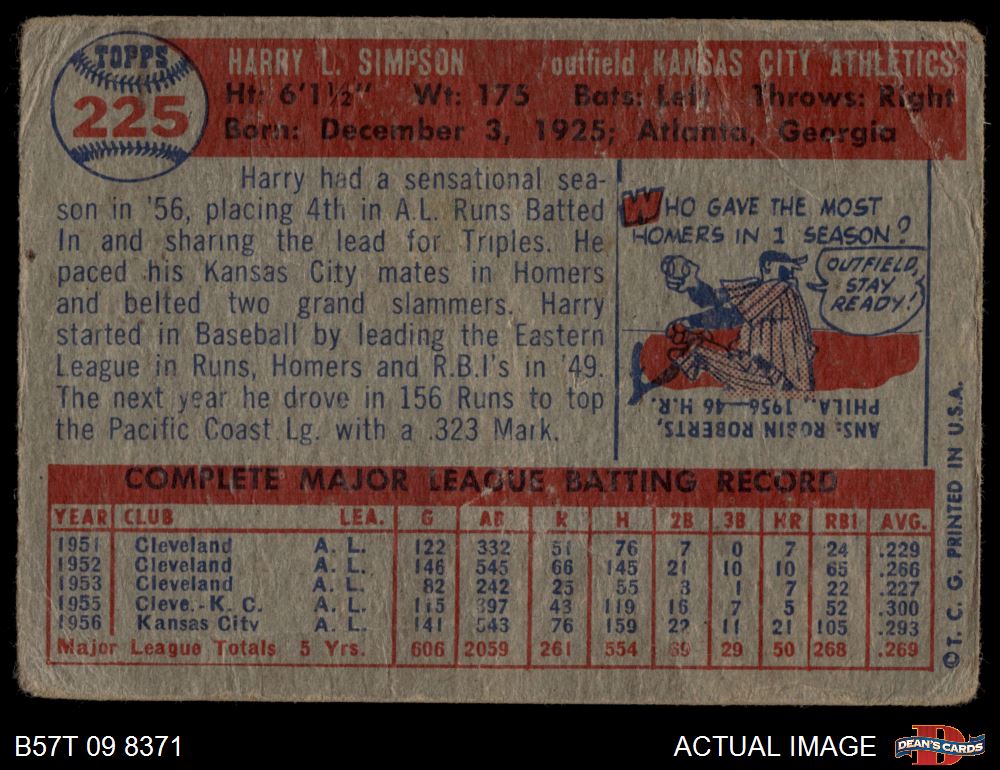 TOPPS
225
HARRY L. SIMPSON outfield KANSAS CITY ATHLETICS
Ht: 6'1½" Wt: 175 Bats: Left Throws: Right
Born: December 3, 1925; Atlanta, Georgia
Harry had a sensational sea-
son in '56, placing 4th in A.L. Runs Batted
In and sharing the lead for Triples. He
paced his Kansas City mates in Homers
and belted two grand slammers. Harry
started in Baseball by leading the Eastern
League in Runs, Homers and R.B.I's in '49.
The next year he drove in 156 Runs to top
the Pacific Coast Lg. with a .323 Mark.
WHO GAVE THE MOST
HOMERS IN 1 SEASON?
OUTFIELD,
STAY
READY!
ANS: ROBIN ROBERTS,
PHILA., 1956—46 H.R.
COMPLETE MAJOR LEAGUE BATTING RECORD
YEAR CLUB LEA. G AB R H 2B 3B HR RBI AVG.
1951 Cleveland A. L. 122 332 51 76 7 0 7 24 .229
1952 Cleveland A. L. 146 545 66 145 21 10 10 65 .266
1953 Cleveland A. L. 82 242 25 55 3 1 7 22 .227
1955 Cleve.-K. C. A. L. 115 397 43 119 16 7 5 52 .300
1956 Kansas City A. L. 141 543 76 159 22 11 21 105 .293
Major League Totals 5 Yrs. 606 2059 261 554 69 29 50 268 .269
© T. C. G. PRINTED IN U.S.A.
B57T 09 8371
ACTUAL IMAGE
DEAN'S CARDS